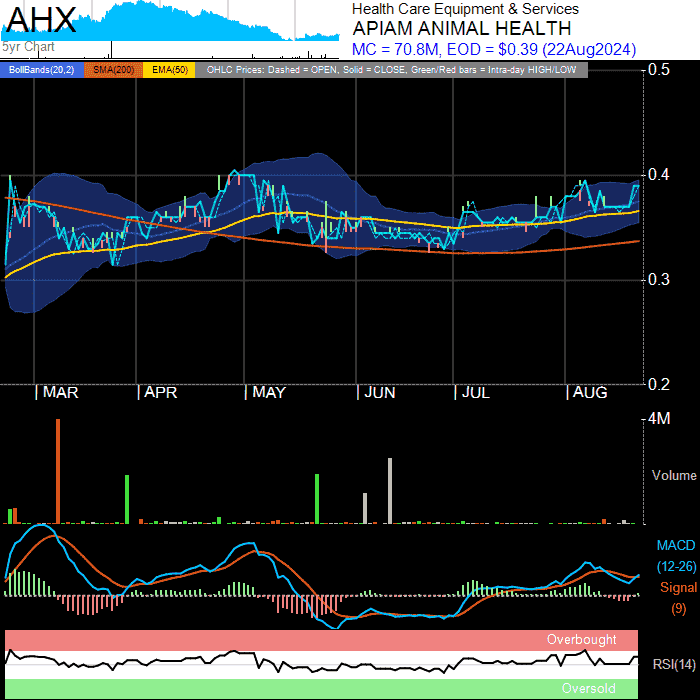 AHX
5yr Chart
Health Care Equipment & Services
APIAM ANIMAL HEALTH
MC = 70.8M, EOD = $0.39 (22Aug2024)
BollBands(20,2) SMA(200) EMA(50) OHLC Prices: Dashed = OPEN, Solid = CLOSE, Green/Red bars = Intra-day HIGH/LOW
0.5
0.4
0.3
0.2
| MAR | APR | MAY | JUN | JUL | AUG
4M
Volume
MACD
(12-26)
Signal
(9)
Overbought
RSI(14)
Oversold